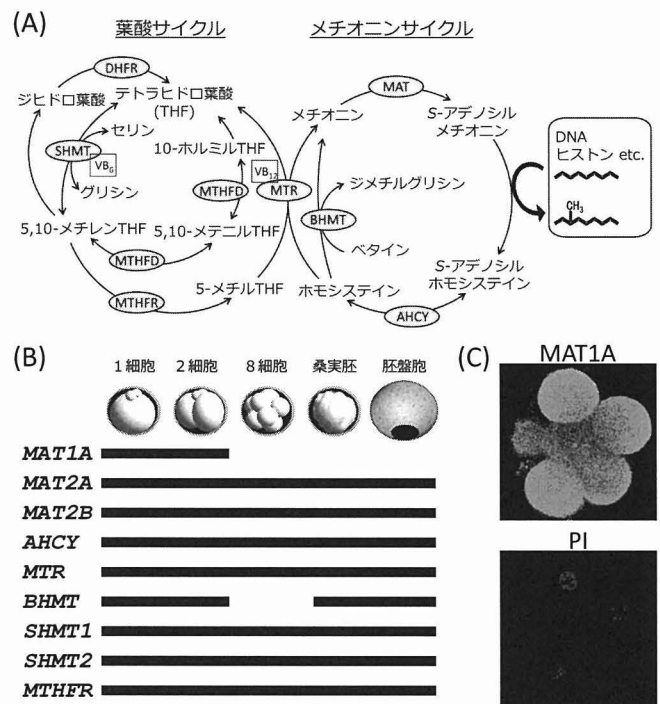 (A)
葉酸サイクル
メチオニンサイクル
DHFR
ジヒドロ葉酸
テトラヒドロ葉酸
(THF)
セリン
SHMT
VB6
グリシン
10-ホルミルTHF
MTHFD
VB12
MTR
5,10-メチレンTHF
5,10-メテニルTHF
MTHFD
MTHFR
5-メチルTHF
MAT
メチオニン
S-アデノシル
メチオニン
ジメチルグリシン
BHMT
ベタイン
ホモシステイン
S-アデノシル
ホモシステイン
AHCY
DNA
ヒストン etc.
CH3
(B)
1細胞 2細胞 8細胞 桑実胚 胚盤胞
MAT1A
MAT2A
MAT2B
AHCY
MTR
BHMT
SHMT1
SHMT2
MTHFR
(C)
MAT1A
PI